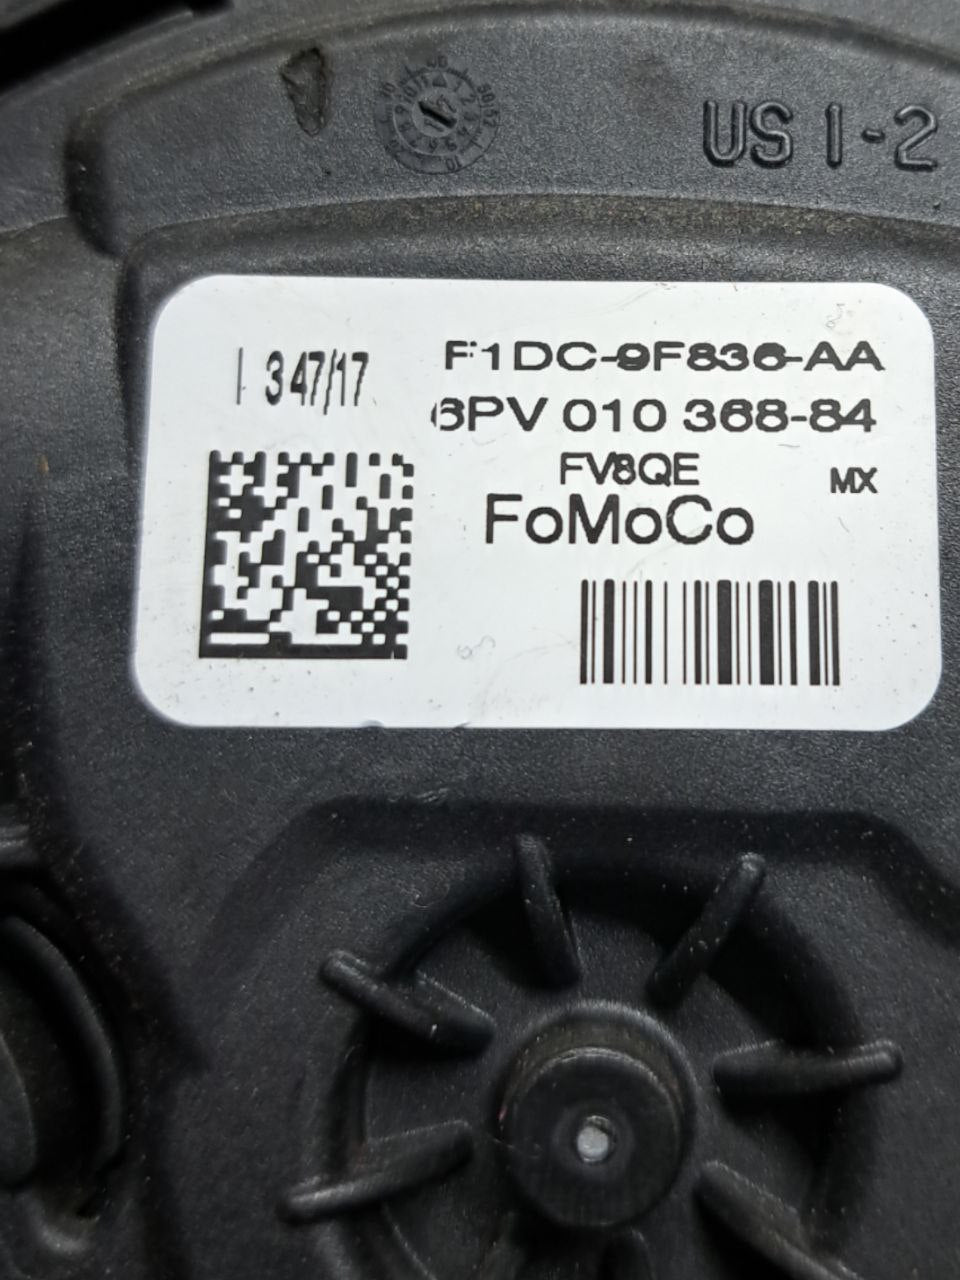 US 1-2
347/17
F1DC-9F836-AA
6PV 010 368-84
FV8QE
MX
FoMoCo